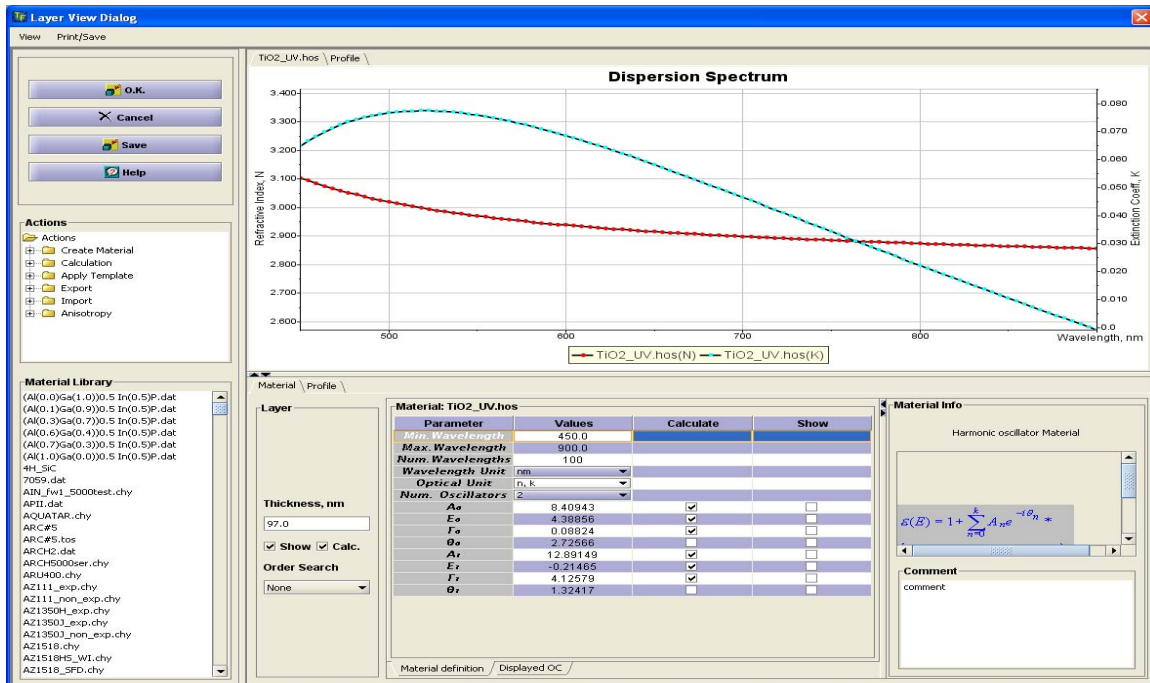 Layer View Dialog
View Print/Save
O.K.
Cancel
Save
Help
Actions
Actions
Create Material
Calculation
Apply Template
Export
Import
Anisotropy
Material Library
(Al(0.0)Ga(1.0))0.5 In(0.5)P.dat
(Al(0.1)Ga(0.9))0.5 In(0.5)P.dat
(Al(0.3)Ga(0.7))0.5 In(0.5)P.dat
(Al(0.6)Ga(0.4))0.5 In(0.5)P.dat
(Al(0.7)Ga(0.3))0.5 In(0.5)P.dat
(Al(1.0)Ga(0.0))0.5 In(0.5)P.dat
4H_SiC
7059.dat
AlN_fw1_5000test.chy
APII.dat
AQUATAR.chy
ARC#5
ARC#5.tos
ARCH2.dat
ARCH5000ser.chy
ARU400.chy
AZ111_exp.chy
AZ111_non_exp.chy
AZ1350H_exp.chy
AZ1350J_exp.chy
AZ1350J_non_exp.chy
AZ1518.chy
AZ1518HS_WI.chy
AZ1518_SFD.chy
TiO2_UV.hos Profile
Dispersion Spectrum
Refractive Index, N
3.400
3.300
3.200
3.100
3.000
2.900
2.800
2.700
2.600
500 600 700 800
Wavelength, nm
0.080
0.070
0.060
0.050
0.040
0.030
0.020
0.010
0.0
Extinction Coeff., K
TiO2_UV.hos(N) TiO2_UV.hos(K)
Material Profile
Layer
Thickness, nm
97.0
Show Calc.
Order Search
None
Material: TiO2_UV.hos
Parameter Values Calculate Show
Min.Wavelength 450.0
Max.Wavelength 900.0
Num.Wavelengths 100
Wavelength Unit nm
Optical Unit n, k
Num. Oscillators 2
A₀ 8.40943
E₀ 4.38856
Γ₀ 0.08824
θ₀ 2.72566
A₁ 12.89149
E₁ -0.21465
Γ₁ 4.12579
θ₁ 1.32417
Material definition Displayed OC
Material Info
Harmonic oscillator Material
ε(E) = 1 + ∑ n=0 k Aₙe^(-iθₙ) *
Comment
comment